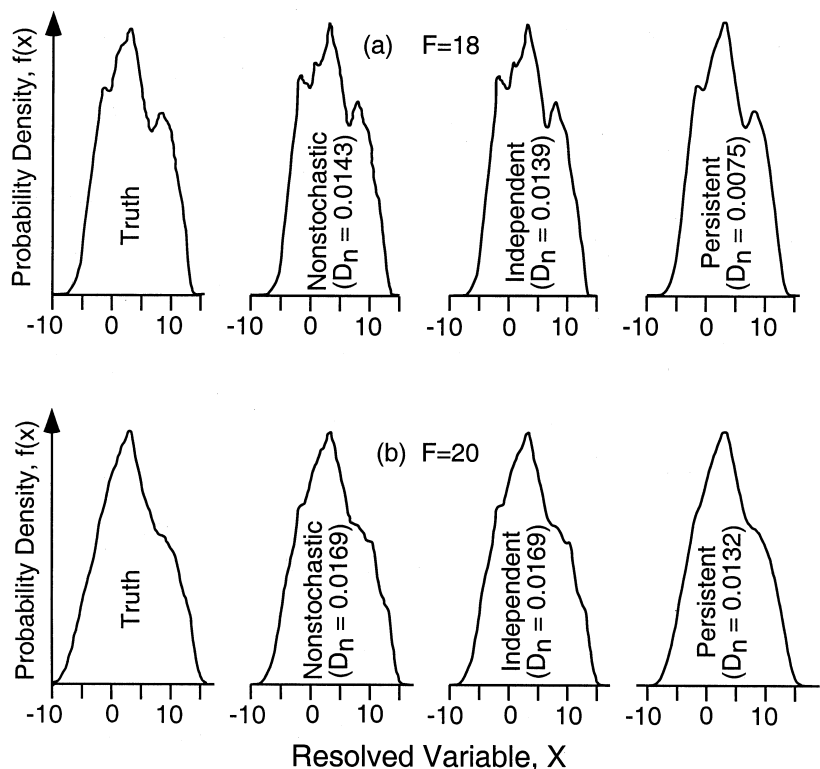 (a) F=18
Probability Density, f(x)
Truth
Nonstochastic
(Dn = 0.0143)
Independent
(Dn = 0.0139)
Persistent
(Dn = 0.0075)
-10 0 10
-10 0 10
-10 0 10
-10 0 10
(b) F=20
Probability Density, f(x)
Truth
Nonstochastic
(Dn = 0.0169)
Independent
(Dn = 0.0169)
Persistent
(Dn = 0.0132)
-10 0 10
-10 0 10
-10 0 10
-10 0 10
Resolved Variable, X